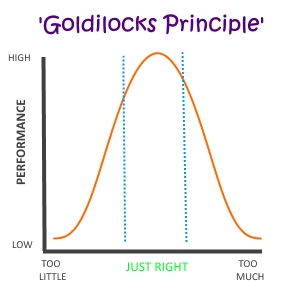 'Goldilocks Principle'
HIGH
PERFORMANCE
LOW
TOO
LITTLE
JUST RIGHT
TOO
MUCH